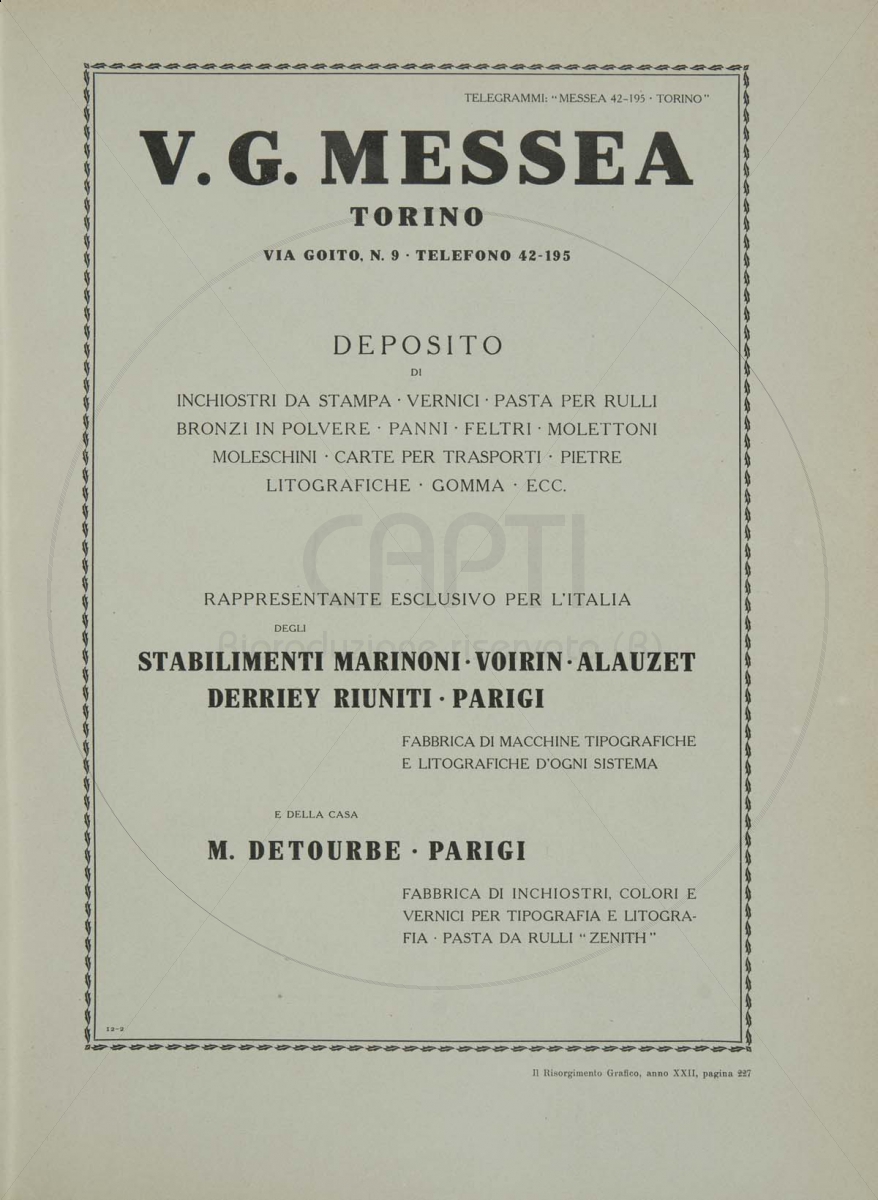 TELEGRAMMI: “MESSEA 42-195 · TORINO”
V. G. MESSEA
TORINO
VIA GOITO, N. 9 · TELEFONO 42-195
DEPOSITO
DI
INCHIOSTRI DA STAMPA · VERNICI · PASTA PER RULLI
BRONZI IN POLVERE · PANNI · FELTRI · MOLETTONI
MOLESCHINI · CARTE PER TRASPORTI · PIETRE
LITOGRAFICHE · GOMMA · ECC.
CAPTI
RAPPRESENTANTE ESCLUSIVO PER L'ITALIA
DEGLI
Riproduzione riservata (R)
STABILIMENTI MARINONI · VOIRIN · ALAUZET
DERRIEY RIUNITI · PARIGI
FABBRICA DI MACCHINE TIPOGRAFICHE
E LITOGRAFICHE D'OGNI SISTEMA
E DELLA CASA
M. DETOURBE · PARIGI
FABBRICA DI INCHIOSTRI, COLORI E
VERNICI PER TIPOGRAFIA E LITOGRA-
FIA · PASTA DA RULLI “ZENITH”
12-2
Il Risorgimento Grafico, anno XXII, pagina 227